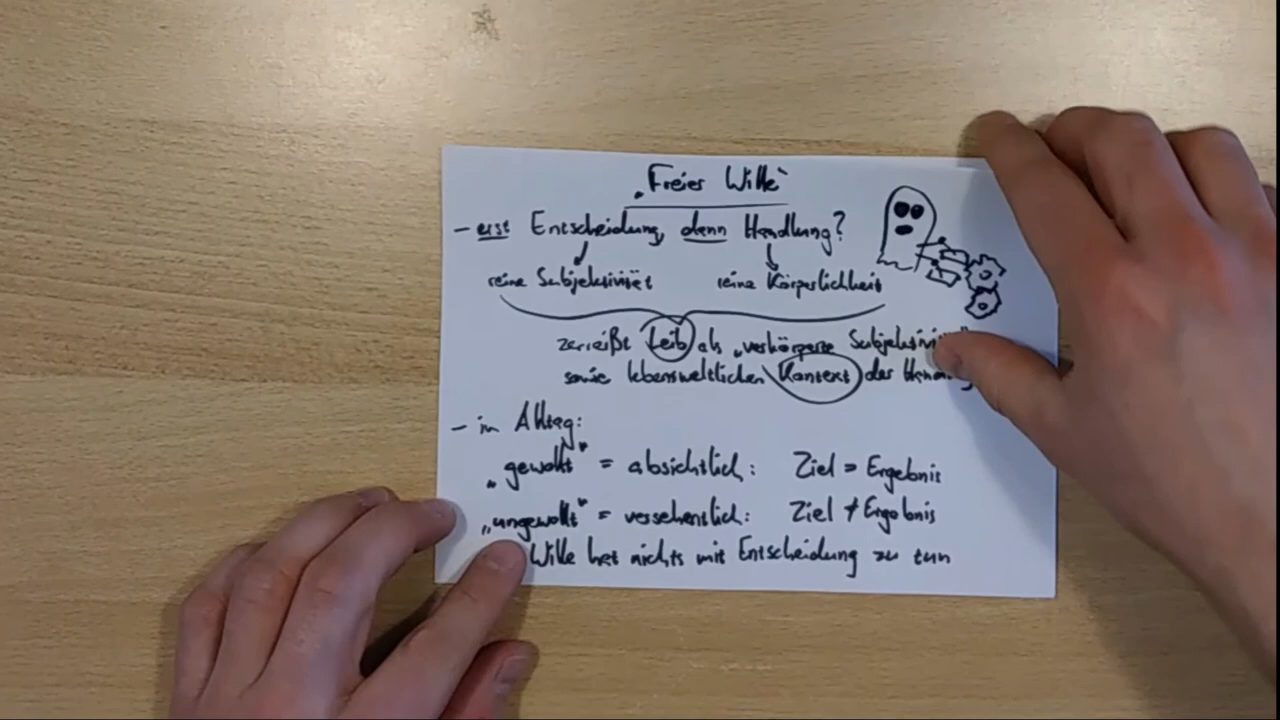 „Freier Wille“
- erst Entscheidung, dann Handlung?
reine Subjektivität reine Körperlichkeit
zerreißt Leib als „verkörperte
sowie lebensweltlichen Kontext der
- im Alltag:
„gewollt“ = absichtlich: Ziel = Ergebnis
„ungewollt“ = versehentlich: Ziel ≠ Ergebnis
Wille hat nichts mit Entscheidung zu tun